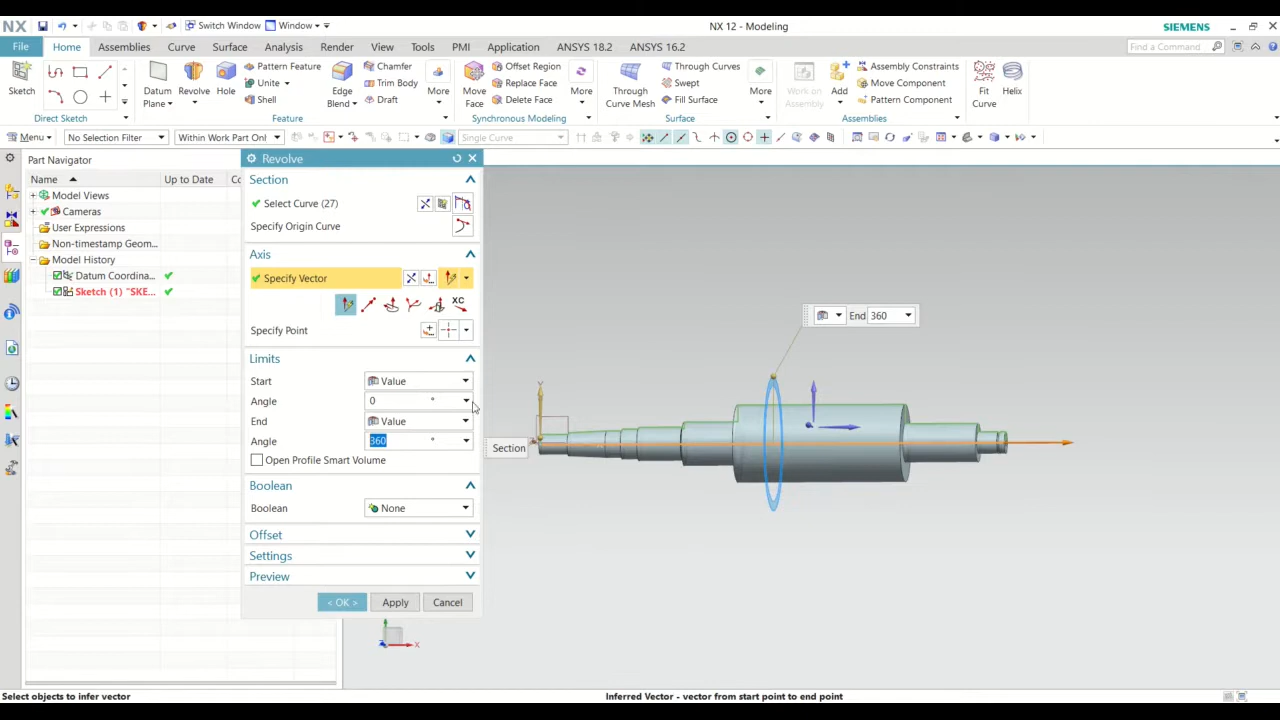 NX Switch Window Window NX 12 - Modeling SIEMENS
File Home Assemblies Curve Surface Analysis Render View Tools PMI Application ANSYS 18.2 ANSYS 16.2 Find a Command
Sketch Datum Plane Revolve Hole Pattern Feature Unite Shell Edge Blend Chamfer Trim Body Draft More Move Face Offset Region Replace Face Delete Face More Through Curve Mesh Through Curves Swept Fill Surface More Work on Assembly Add Assembly Constraints Move Component Pattern Component Fit Curve Helix
Direct Sketch Feature Synchronous Modeling Surface Assemblies
Menu No Selection Filter Within Work Part Only Single Curve
Part Navigator
Name Up to Date Co
Model Views
Cameras
User Expressions
Non-timestamp Geom...
Model History
Datum Coordina...
Sketch (1) "SKE...
Revolve
Section
Select Curve (27)
Specify Origin Curve
Axis
Specify Vector
XC
Specify Point
Limits
Start Value
Angle 0 °
End Value
Angle 360 °
Open Profile Smart Volume
Boolean
Boolean None
Offset
Settings
Preview
< OK > Apply Cancel
End 360
Y
Section
X
Select objects to infer vector
Inferred Vector - vector from start point to end point